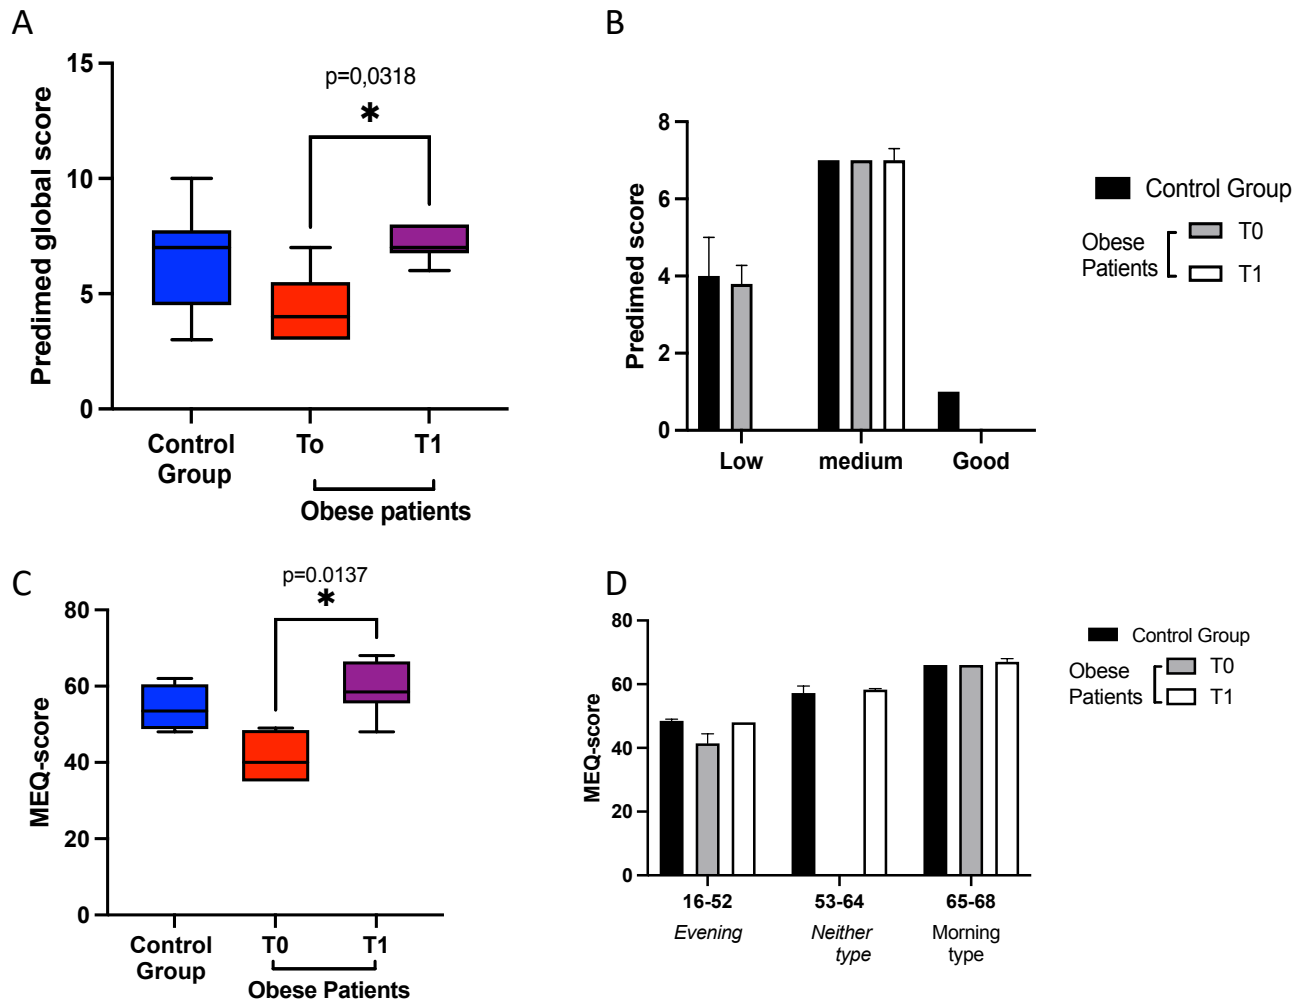 A
Predimed global score
15
10
5
0
p=0,0318
*
Control
Group
To
T1
Obese patients
B
Predimed score
8
6
4
2
0
Low
medium
Good
Control Group
Obese
Patients
T0
T1
C
MEQ-score
80
60
40
20
0
p=0.0137
*
Control
Group
T0
T1
Obese Patients
D
MEQ-score
80
60
40
20
0
16-52
53-64
65-68
Evening
Neither
type
Morning
type
Control Group
Obese
Patients
T0
T1